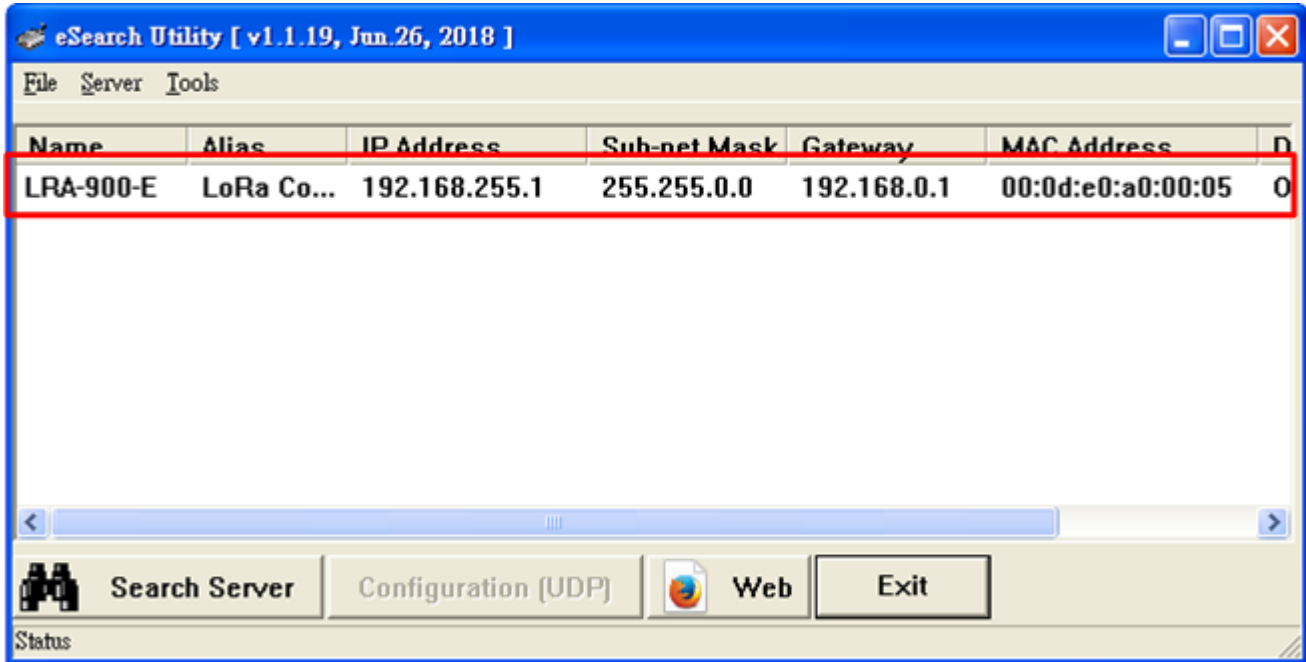 eSearch Utility [ v1.1.19, Jun.26, 2018 ]
File Server Tools
Name Alias IP Address Sub-net Mask Gateway MAC Address D
LRA-900-E LoRa Co... 192.168.255.1 255.255.0.0 192.168.0.1 00:0d:e0:a0:00:05 O
Search Server Configuration (UDP) Web Exit
Status